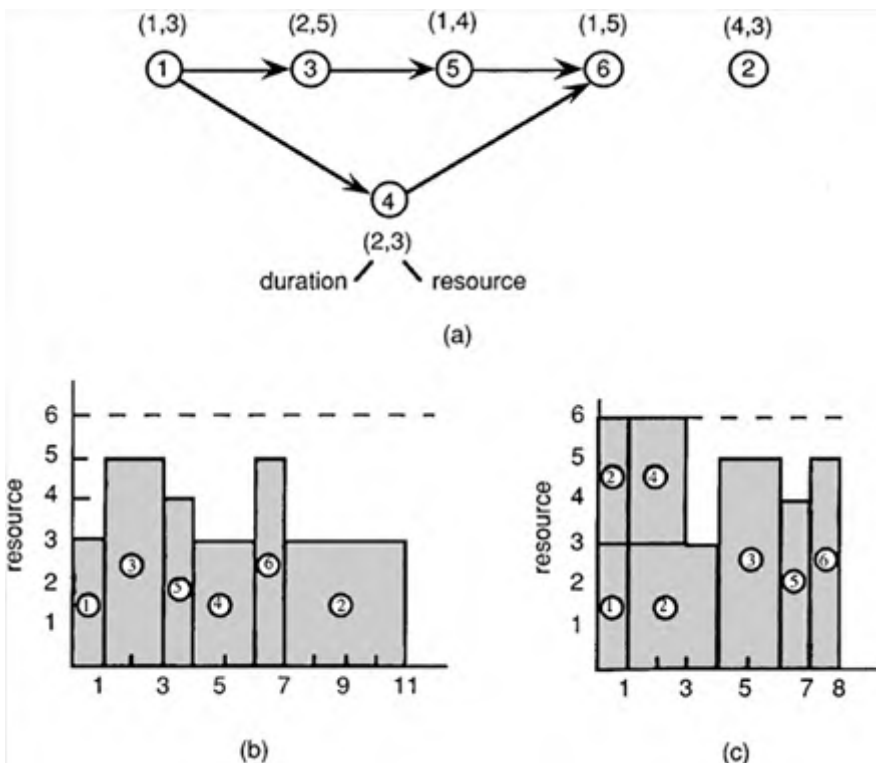 (1,3) (2,5) (1,4) (1,5) (4,3)
1 3 5 6 2
4
(2,3)
duration resource
(a)
6
5
4
3
2
1
resource
1 3 5 4 6 2
1 3 5 7 9 11
(b)
6
5
4
3
2
1
resource
2 4
1 2 3 5 6
1 3 5 7 8
(c)